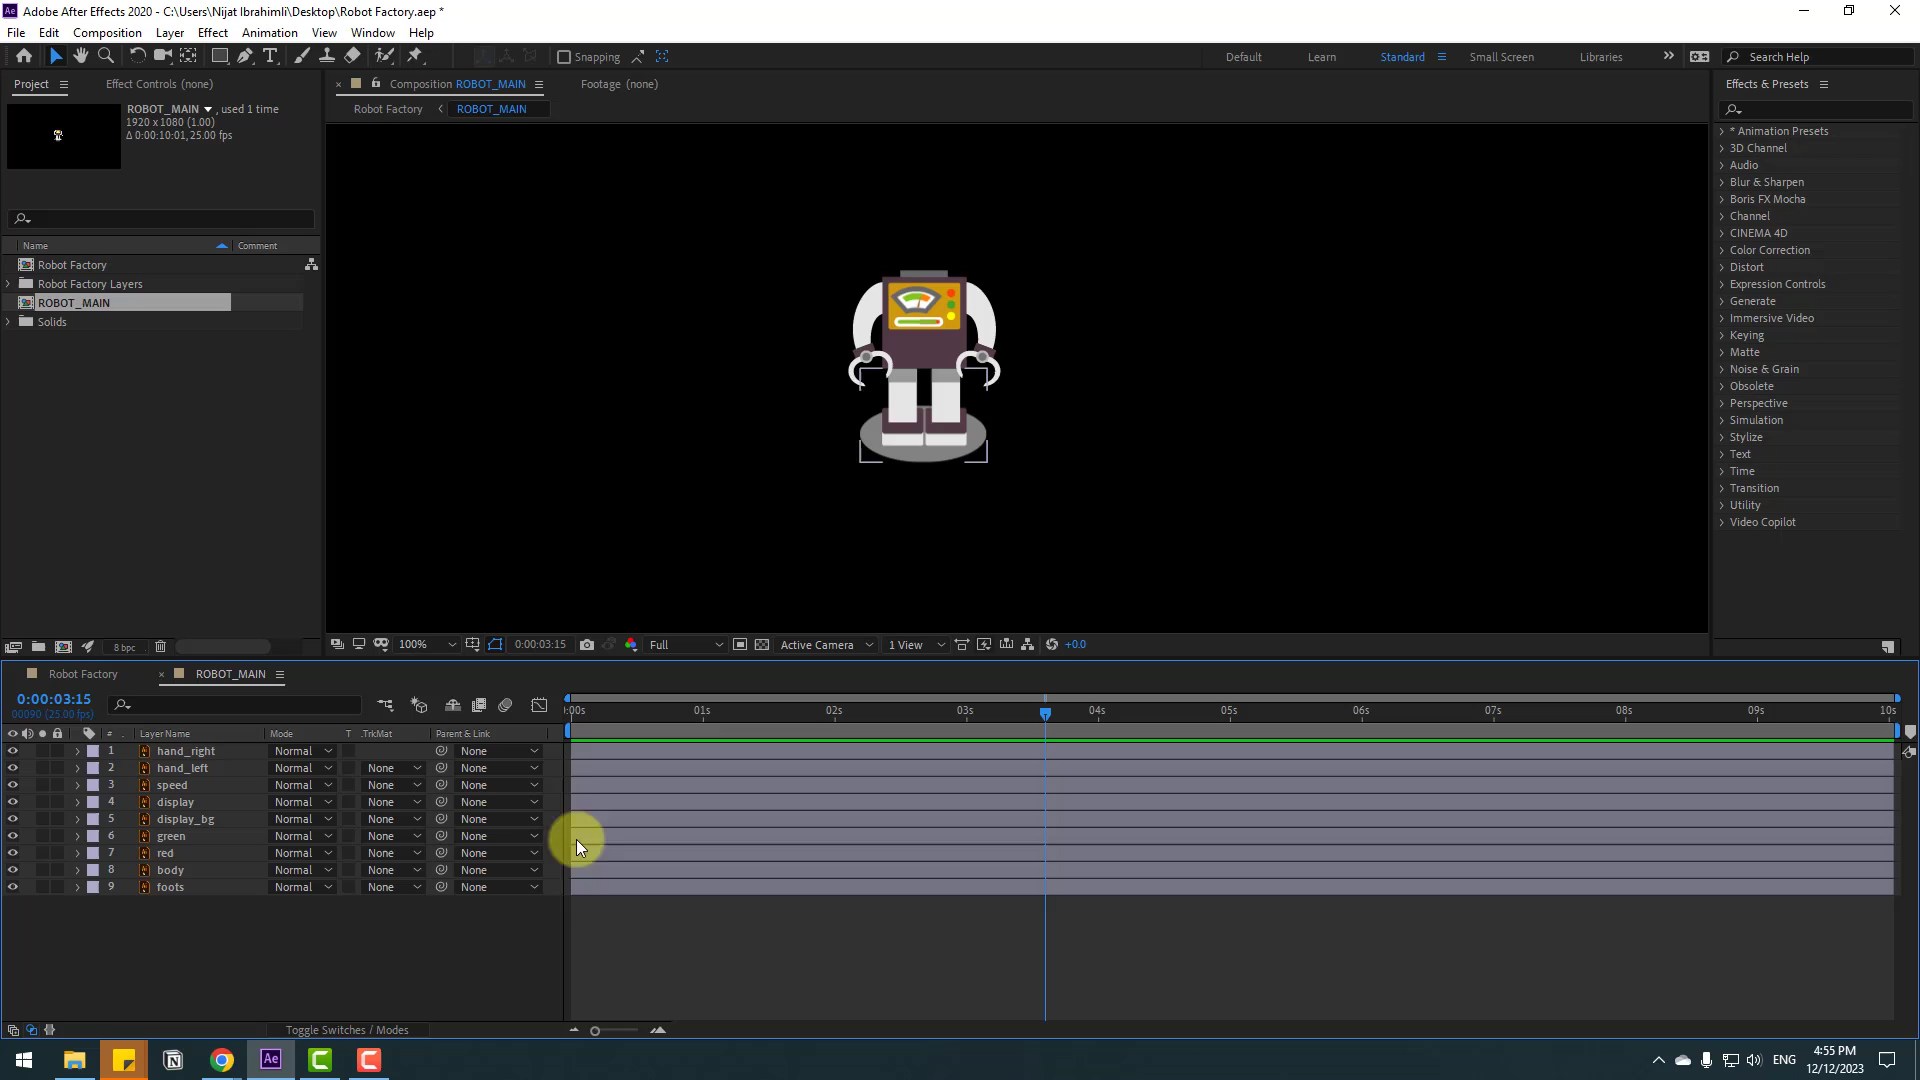 Adobe After Effects 2020 - C:\Users\Nijat Ibrahimli\Desktop\Robot Factory.aep *
File Edit Composition Layer Effect Animation View Window Help
Snapping Default Learn Standard Small Screen Libraries Search Help
Project Effect Controls (none)
ROBOT_MAIN , used 1 time
1920 x 1080 (1.00)
Δ 0:00:10:01, 25.00 fps
Name Comment
Robot Factory
Robot Factory Layers
ROBOT_MAIN
Solids
8 bpc
Composition ROBOT_MAIN Footage (none)
Robot Factory ROBOT_MAIN
100% 0:00:03:15 Full Active Camera 1 View +0.0
Effects & Presets
* Animation Presets
3D Channel
Audio
Blur & Sharpen
Boris FX Mocha
Channel
CINEMA 4D
Color Correction
Distort
Expression Controls
Generate
Immersive Video
Keying
Matte
Noise & Grain
Obsolete
Perspective
Simulation
Stylize
Text
Time
Transition
Utility
Video Copilot
Robot Factory ROBOT_MAIN
0:00:03:15
00090 (25.00 fps)
:00s 01s 02s 03s 04s 05s 06s 07s 08s 09s 10s
# Layer Name Mode T .TrkMat Parent & Link
1 hand_right Normal None
2 hand_left Normal None None
3 speed Normal None None
4 display Normal None None
5 display_bg Normal None None
6 green Normal None None
7 red Normal None None
8 body Normal None None
9 foots Normal None None
Toggle Switches / Modes
ENG
4:55 PM
12/12/2023